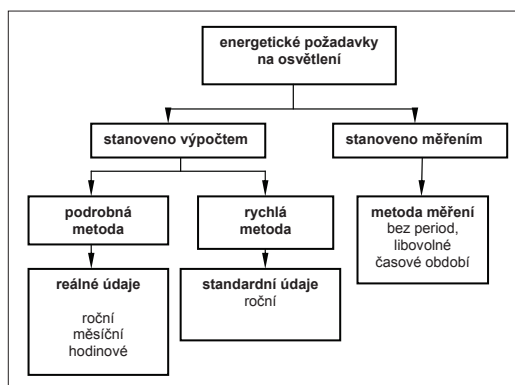 energetické požadavky
na osvětlení
stanoveno výpočtem
stanoveno měřením
podrobná
metoda
rychlá
metoda
metoda měření
bez period,
libovolné
časové období
reálné údaje
roční
měsíční
hodinové
standardní údaje
roční